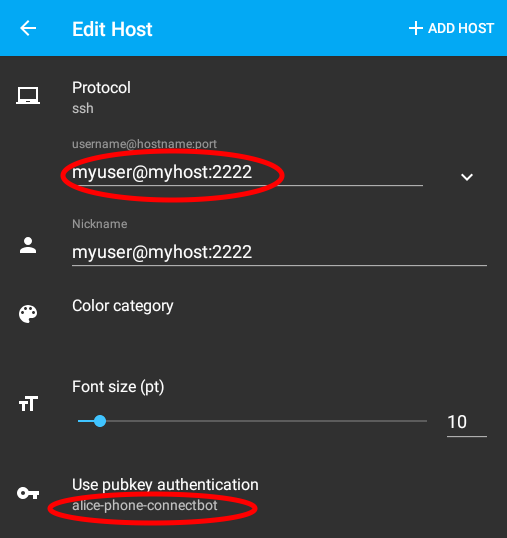 Edit Host
ADD HOST
Protocol
ssh
username@hostname:port
myuser@myhost:2222
Nickname
myuser@myhost:2222
Color category
Font size (pt)
10
Use pubkey authentication
alice-phone-connectbot